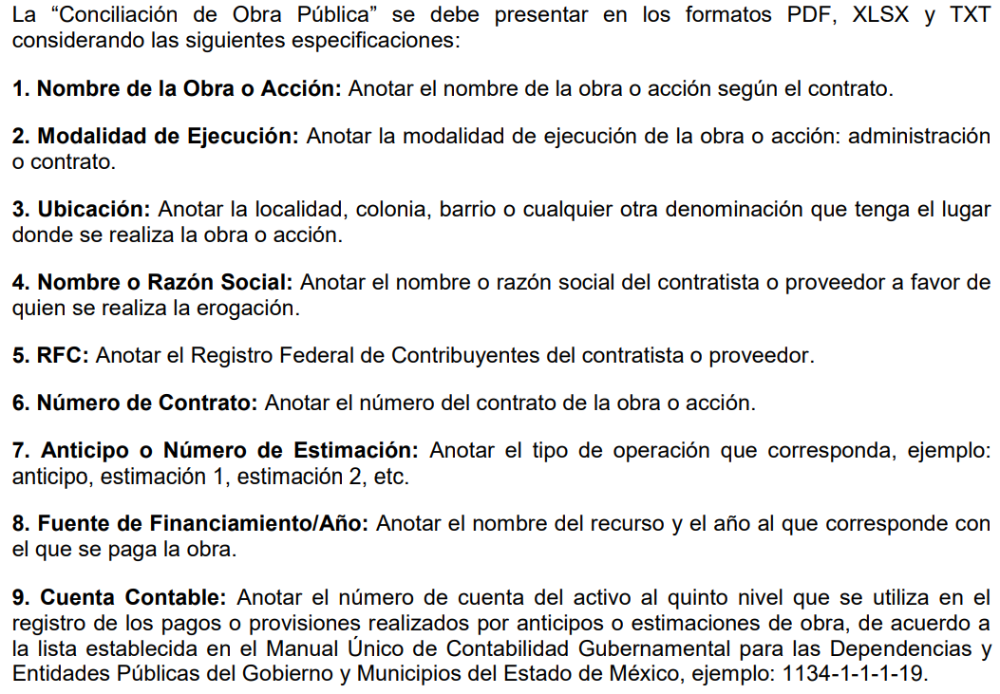 La “Conciliación de Obra Pública” se debe presentar en los formatos PDF, XLSX y TXT
considerando las siguientes especificaciones:
1. Nombre de la Obra o Acción: Anotar el nombre de la obra o acción según el contrato.
2. Modalidad de Ejecución: Anotar la modalidad de ejecución de la obra o acción: administración
o contrato.
3. Ubicación: Anotar la localidad, colonia, barrio o cualquier otra denominación que tenga el lugar
donde se realiza la obra o acción.
4. Nombre o Razón Social: Anotar el nombre o razón social del contratista o proveedor a favor de
quien se realiza la erogación.
5. RFC: Anotar el Registro Federal de Contribuyentes del contratista o proveedor.
6. Número de Contrato: Anotar el número del contrato de la obra o acción.
7. Anticipo o Número de Estimación: Anotar el tipo de operación que corresponda, ejemplo:
anticipo, estimación 1, estimación 2, etc.
8. Fuente de Financiamiento/Año: Anotar el nombre del recurso y el año al que corresponde con
el que se paga la obra.
9. Cuenta Contable: Anotar el número de cuenta del activo al quinto nivel que se utiliza en el
registro de los pagos o provisiones realizados por anticipos o estimaciones de obra, de acuerdo a
la lista establecida en el Manual Único de Contabilidad Gubernamental para las Dependencias y
Entidades Públicas del Gobierno y Municipios del Estado de México, ejemplo: 1134-1-1-1-19.